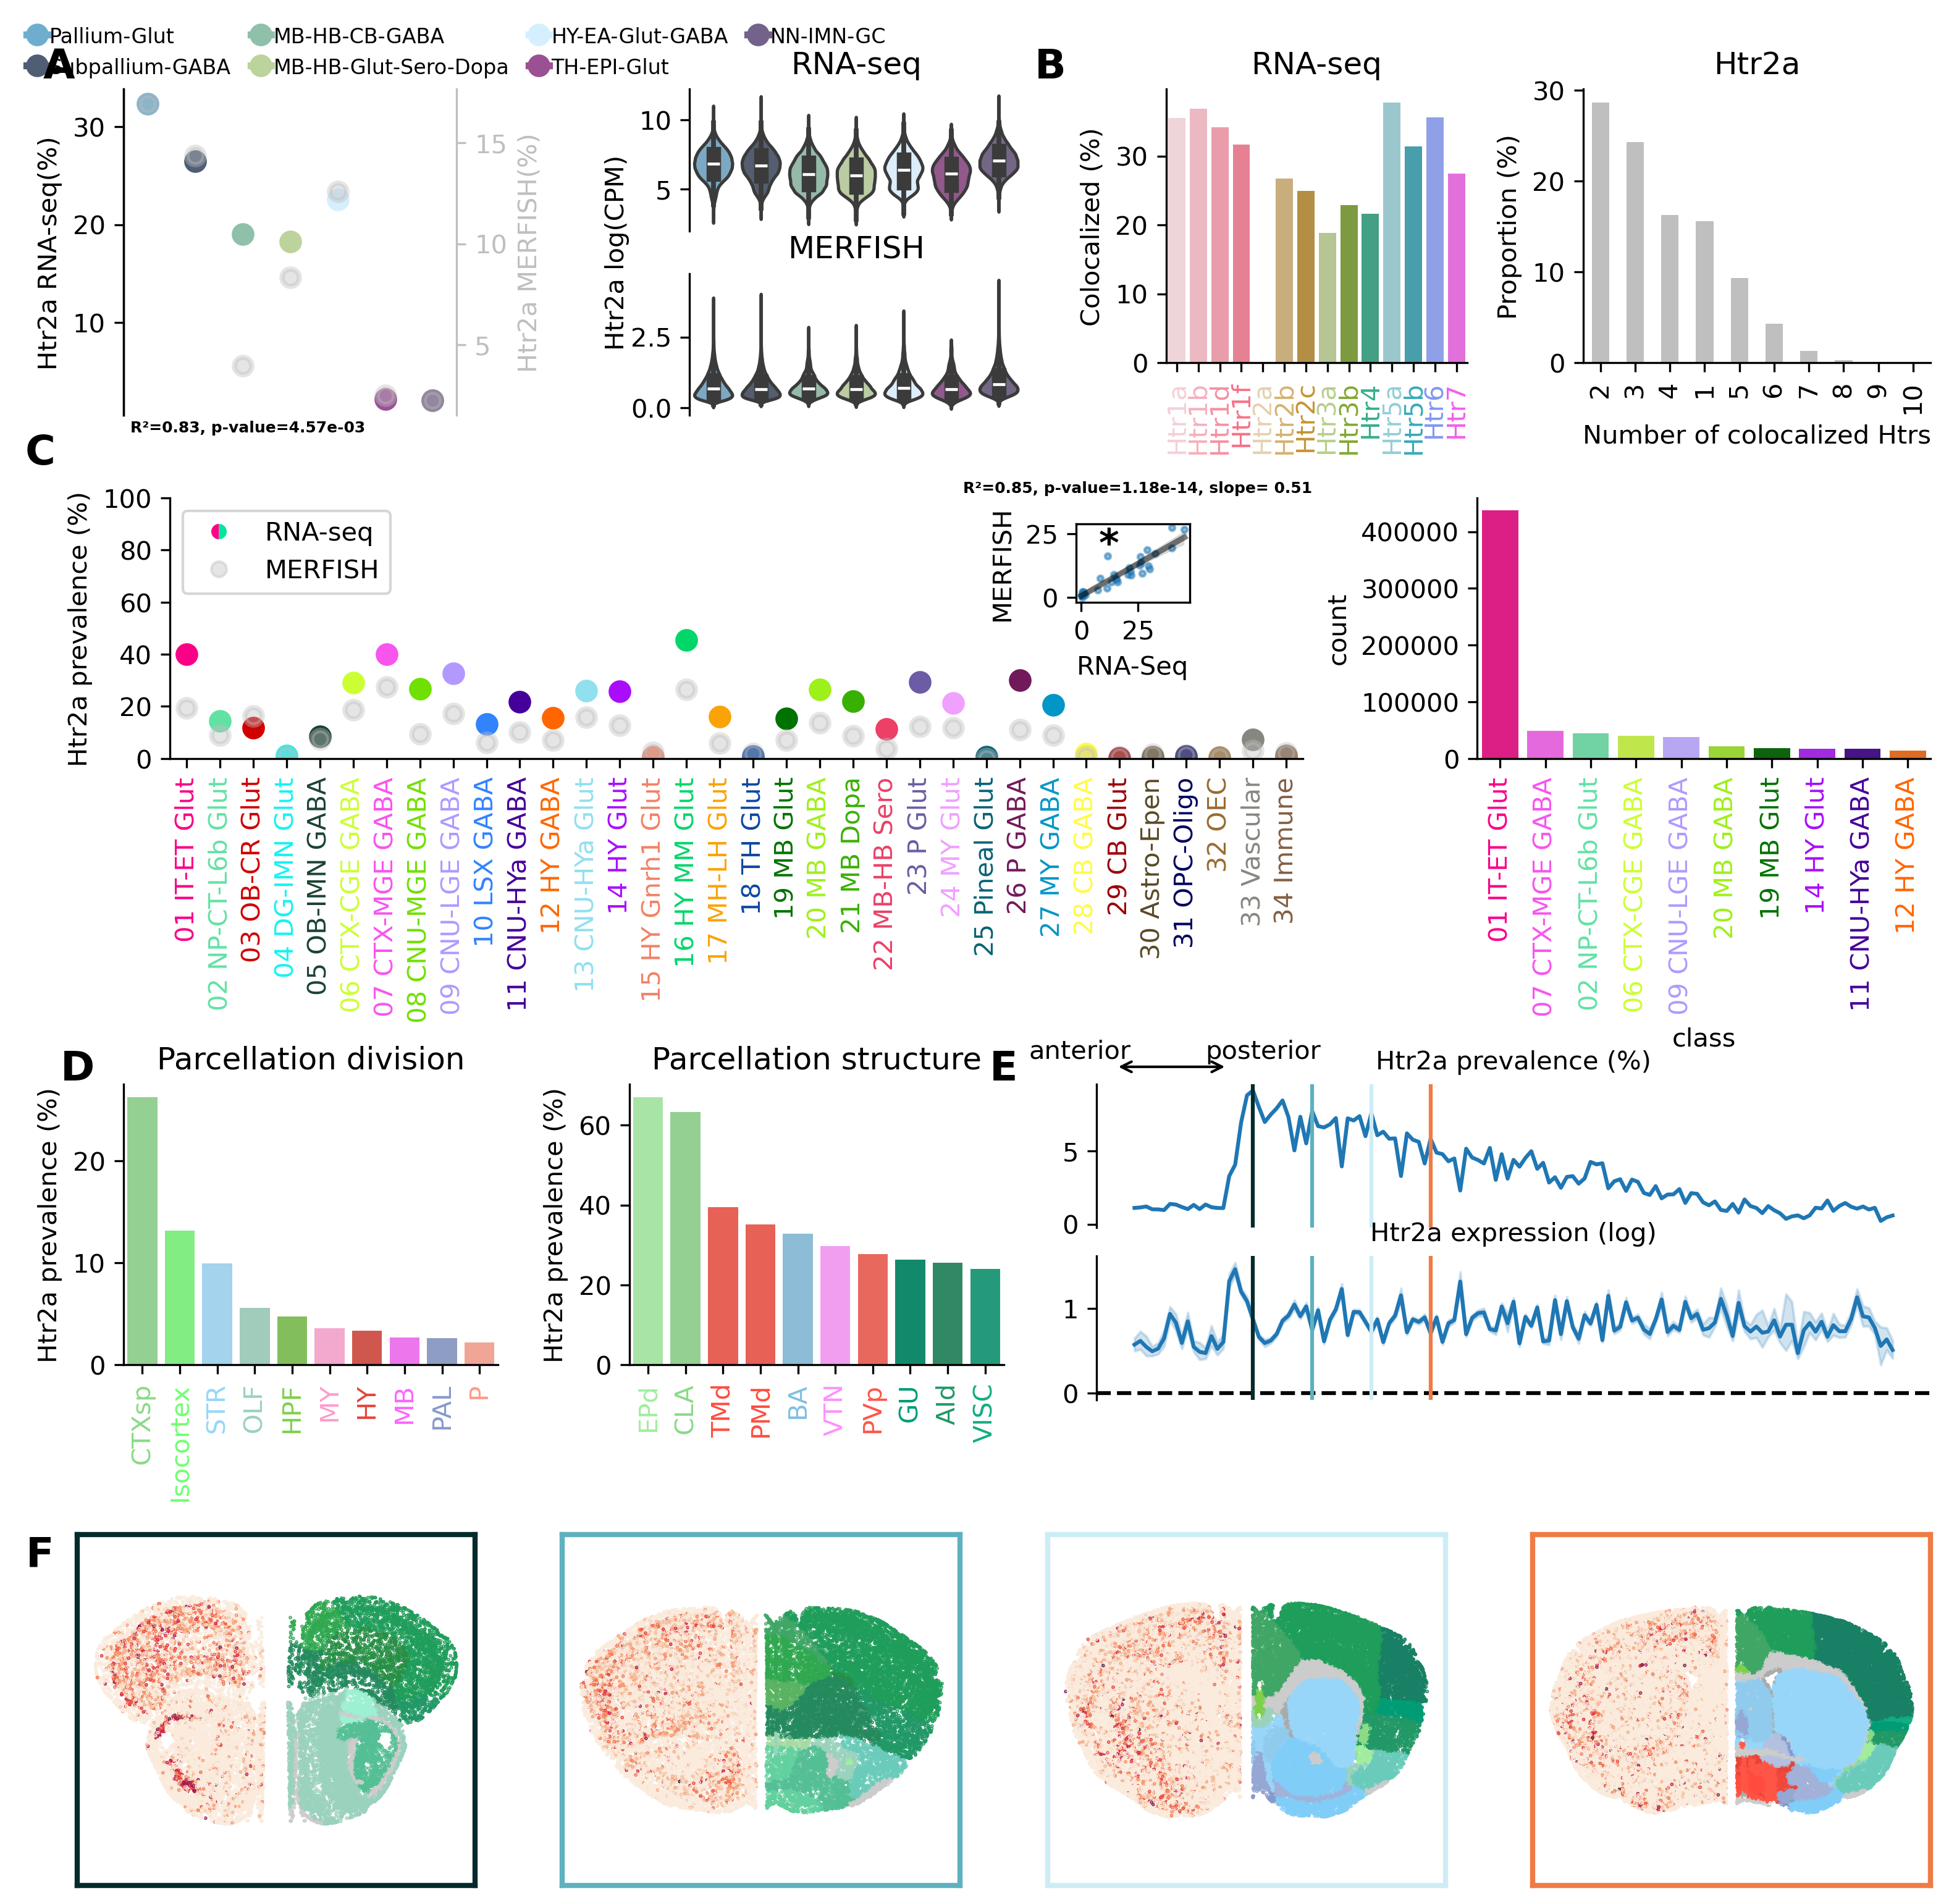 Pallium-Glut
MB-HB-CB-GABA
HY-EA-Glut-GABA
NN-IMN-GC
Subpallium-GABA
MB-HB-Glut-Sero-Dopa
TH-EPI-Glut
A
Htr2a RNA-seq(%)
30
20
10
Htr2a MERFISH(%)
15
10
5
R²=0.83, p-value=4.57e-03
RNA-seq
Htr2a log(CPM)
10
5
MERFISH
2.5
0.0
B
RNA-seq
Colocalized (%)
30
20
10
0
Htr1a
Htr1b
Htr1d
Htr1f
Htr2a
Htr2b
Htr2c
Htr3a
Htr3b
Htr4
Htr5a
Htr5b
Htr6
Htr7
Htr2a
Proportion (%)
30
20
10
0
2
3
4
1
5
6
7
8
9
10
Number of colocalized Htrs
C
Htr2a prevalence (%)
100
80
60
40
20
0
RNA-seq
MERFISH
R²=0.85, p-value=1.18e-14, slope= 0.51
MERFISH
25
0
*
0
25
RNA-Seq
01 IT-ET Glut
02 NP-CT-L6b Glut
03 OB-CR Glut
04 DG-IMN Glut
05 OB-IMN GABA
06 CTX-CGE GABA
07 CTX-MGE GABA
08 CNU-MGE GABA
09 CNU-LGE GABA
10 LSX GABA
11 CNU-HYa GABA
12 HY GABA
13 CNU-HYa Glut
14 HY Glut
15 HY Gnrh1 Glut
16 HY MM Glut
17 MH-LH Glut
18 TH Glut
19 MB Glut
20 MB GABA
21 MB Dopa
22 MB-HB Sero
23 P Glut
24 MY Glut
25 Pineal Glut
26 P GABA
27 MY GABA
28 CB GABA
29 CB Glut
30 Astro-Epen
31 OPC-Oligo
32 OEC
33 Vascular
34 Immune
count
400000
300000
200000
100000
0
01 IT-ET Glut
07 CTX-MGE GABA
02 NP-CT-L6b Glut
06 CTX-CGE GABA
09 CNU-LGE GABA
20 MB GABA
19 MB Glut
14 HY Glut
11 CNU-HYa GABA
12 HY GABA
class
D
Parcellation division
Htr2a prevalence (%)
20
10
0
CTXsp
Isocortex
STR
OLF
HPF
MY
HY
MB
PAL
P
Parcellation structure
Htr2a prevalence (%)
60
40
20
0
EPd
CLA
TMd
PMd
BA
VTN
PVp
GU
AId
VISC
E
anterior
posterior
Htr2a prevalence (%)
5
0
Htr2a expression (log)
1
0
F